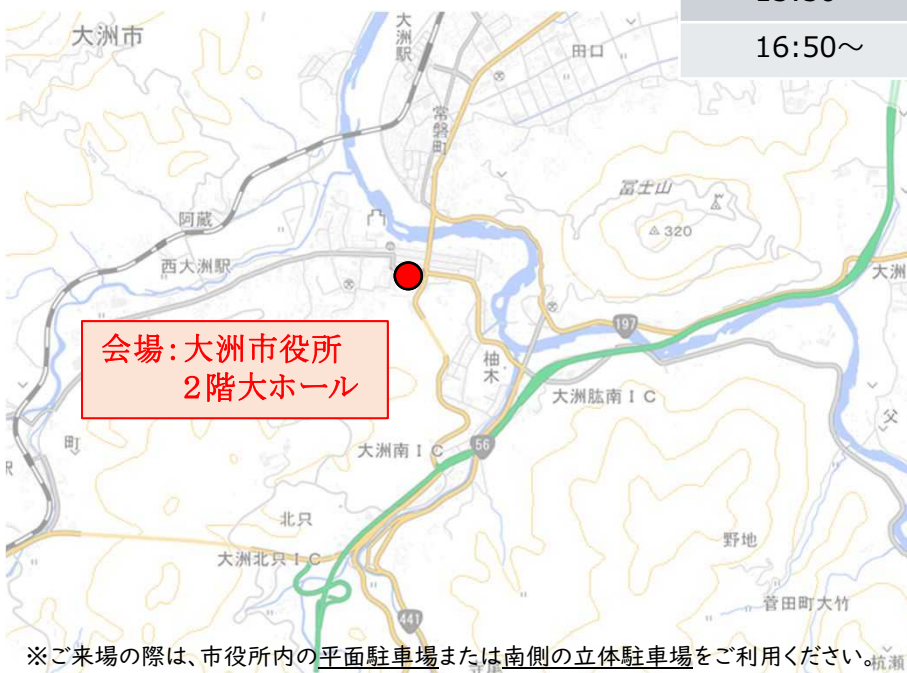 16:50～
大洲市
大洲駅
田口
常磐町
冨士山
320
阿蔵
西大洲駅
大洲
197
会場:大洲市役所
2階大ホール
柚木
大洲肱南IC
父
町
56
大洲南IC
北只
野地
大洲北只IC
菅田町大竹
441
※ご来場の際は、市役所内の平面駐車場または南側の立体駐車場をご利用ください。
杭瀬